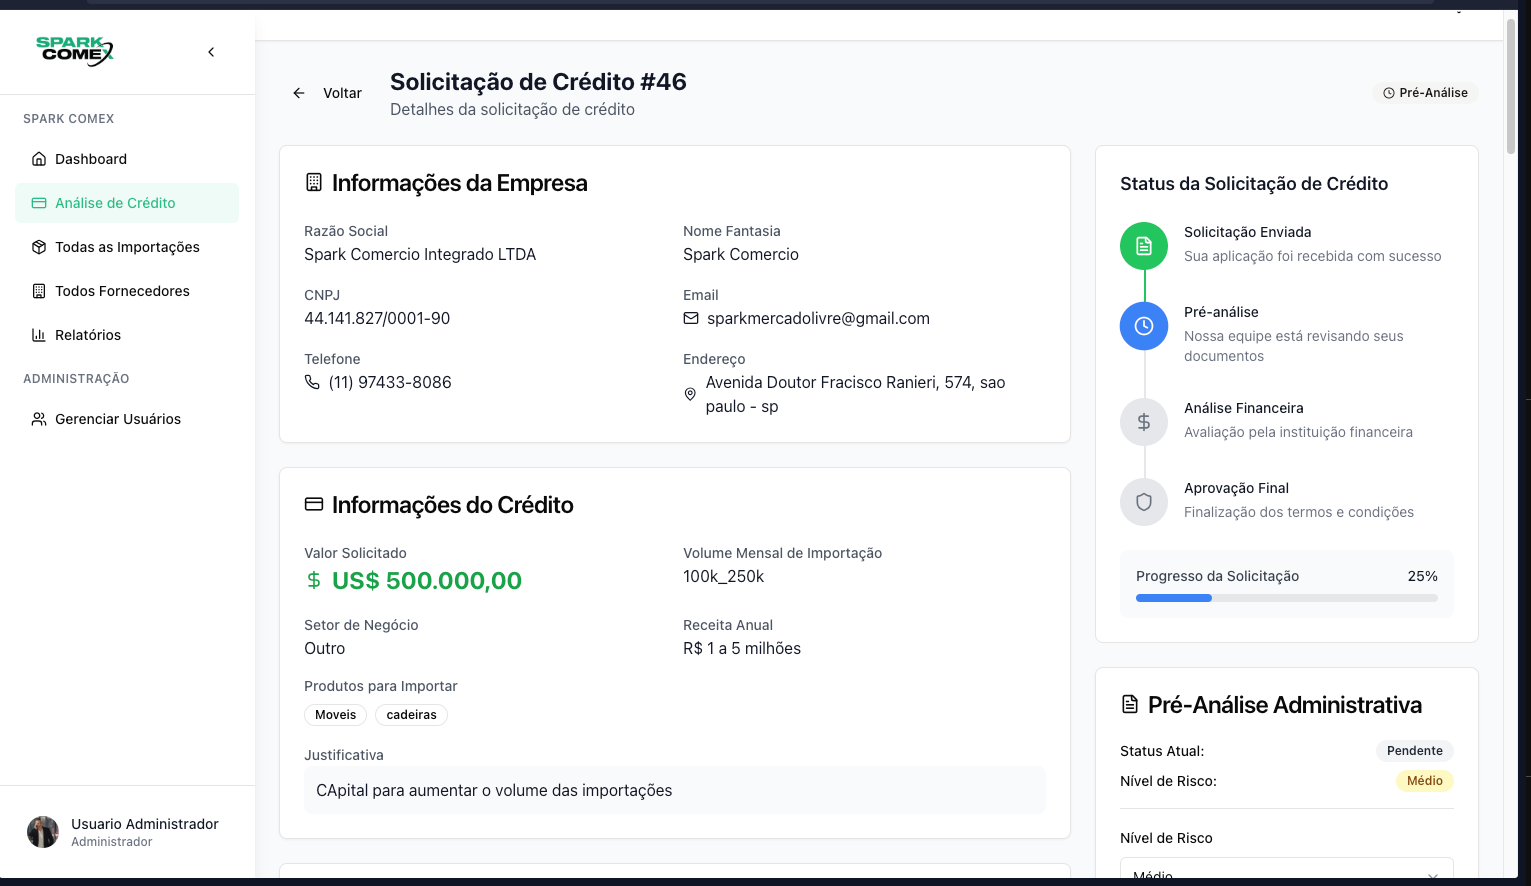 SPARK
COMEX
SPARK COMEX
Dashboard
Análise de Crédito
Todas as Importações
Todos Fornecedores
Relatórios
ADMINISTRAÇÃO
Gerenciar Usuários
Usuario Administrador
Administrador
Voltar
Solicitação de Crédito #46
Detalhes da solicitação de crédito
Pré-Análise
Informações da Empresa
Razão Social
Spark Comercio Integrado LTDA
Nome Fantasia
Spark Comercio
CNPJ
44.141.827/0001-90
Email
sparkmercadolivre@gmail.com
Telefone
(11) 97433-8086
Endereço
Avenida Doutor Fracisco Ranieri, 574, sao
paulo - sp
Informações do Crédito
Valor Solicitado
$ US$ 500.000,00
Volume Mensal de Importação
100k_250k
Setor de Negócio
Outro
Receita Anual
R$ 1 a 5 milhões
Produtos para Importar
Moveis
cadeiras
Justificativa
CApital para aumentar o volume das importações
Status da Solicitação de Crédito
Solicitação Enviada
Sua aplicação foi recebida com sucesso
Pré-análise
Nossa equipe está revisando seus
documentos
Análise Financeira
Avaliação pela instituição financeira
Aprovação Final
Finalização dos termos e condições
Progresso da Solicitação
25%
Pré-Análise Administrativa
Status Atual:
Pendente
Nível de Risco:
Médio
Nível de Risco
Médio